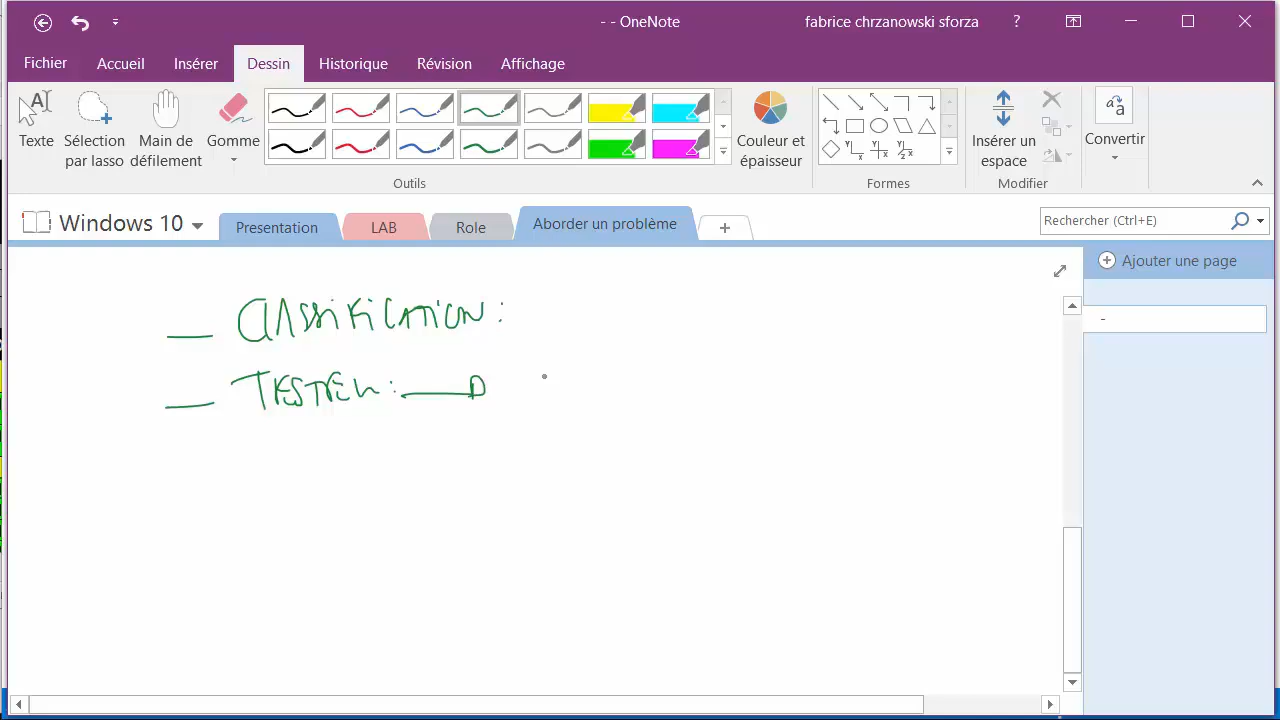 - - OneNote
fabrice chrzanowski sforza
?
Fichier
Accueil
Insérer
Dessin
Historique
Révision
Affichage
Texte
Sélection
par lasso
Main de
défilement
Gomme
Couleur et
épaisseur
Insérer un
espace
Convertir
Outils
Formes
Modifier
Windows 10
Presentation
LAB
Role
Aborder un problème
+
Rechercher (Ctrl+E)
Ajouter une page
-
— CLASSIFICATION :
— TESTER :